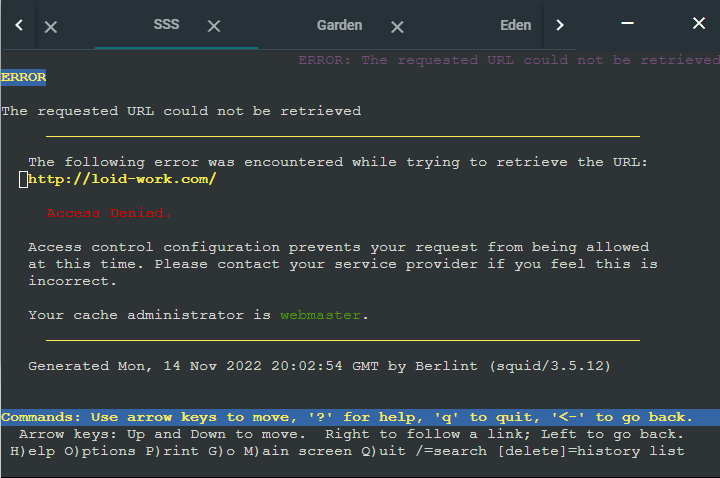 SSS Garden Eden
ERROR: The requested URL could not be retrieved
ERROR
The requested URL could not be retrieved
The following error was encountered while trying to retrieve the URL:
http://loid-work.com/
Access Denied.
Access control configuration prevents your request from being allowed
at this time. Please contact your service provider if you feel this is
incorrect.
Your cache administrator is webmaster.
Generated Mon, 14 Nov 2022 20:02:54 GMT by Berlint (squid/3.5.12)
Commands: Use arrow keys to move, '?' for help, 'q' to quit, '<-' to go back.
Arrow keys: Up and Down to move.  Right to follow a link; Left to go back.
H)elp O)ptions P)rint G)o M)ain screen Q)uit /=search [delete]=history list